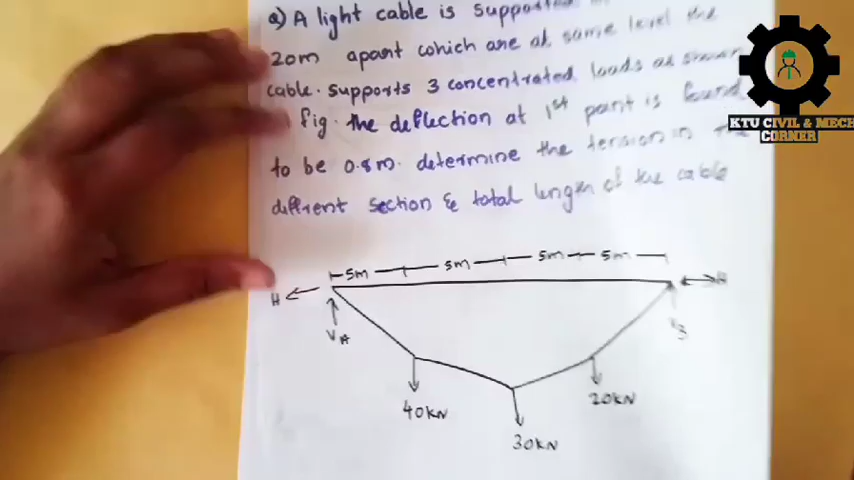 Q) A light cable is supported
20m apart which are at same level the
cable. supports 3 concentrated loads as shown
fig. the deflection at 1st point is found
to be 0.8m. determine the tension in the
different section & total length of the cable
5m 5m 5m 5m
H H
VA
40kN 20kN
30kN
KTU CIVIL & MECH
CORNER